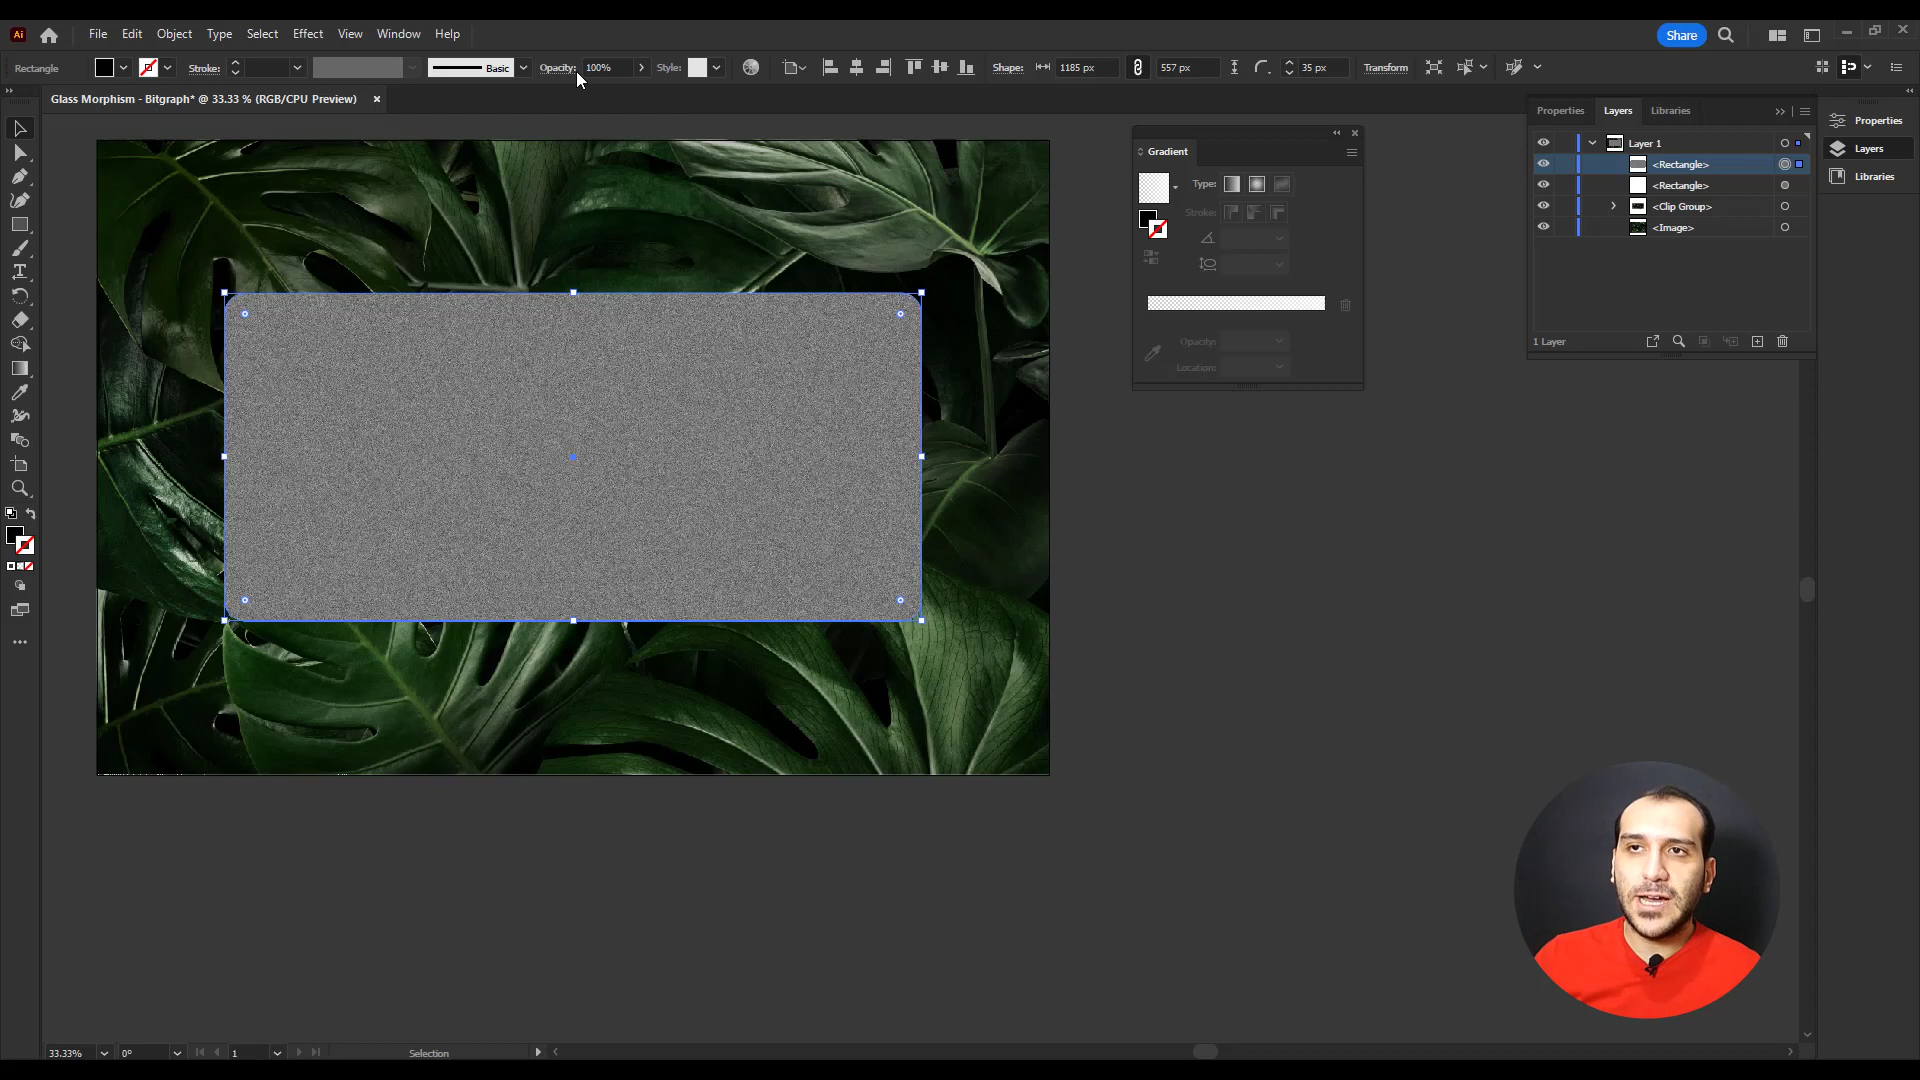 Ai File Edit Object Type Select Effect View Window Help Share
Rectangle Stroke: Basic Opacity: 100% Style: Shape: 1185 px 557 px 35 px Transform
Glass Morphism - Bitgraph* @ 33.33 % (RGB/CPU Preview) ×
Gradient
Type:
Stroke:
Opacity:
Location:
Properties Layers Libraries
Layer 1
<Rectangle>
<Rectangle>
<Clip Group>
<Image>
1 Layer
Properties
Layers
Libraries
33.33% 0° 1 Selection